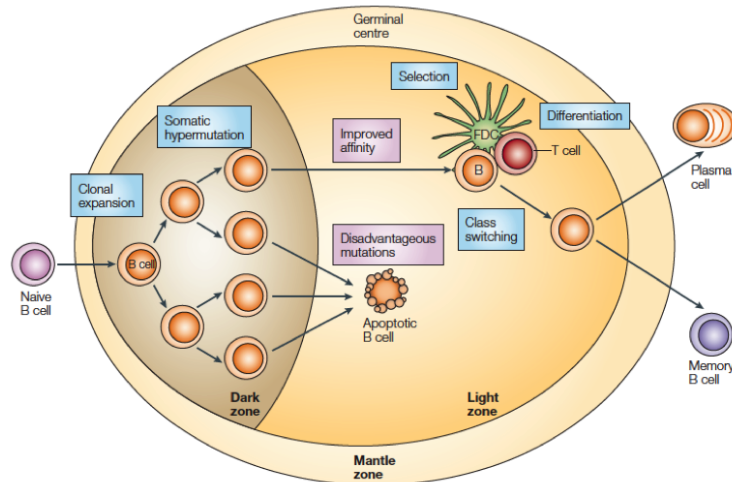 Germinal
centre
Selection
Somatic
hypermutation
Improved
affinity
FDC
Differentiation
T cell
B
Plasma
cell
Clonal
expansion
Class
switching
Disadvantageous
mutations
B cell
Naive
B cell
Apoptotic
B cell
Memory
B cell
Dark
zone
Light
zone
Mantle
zone